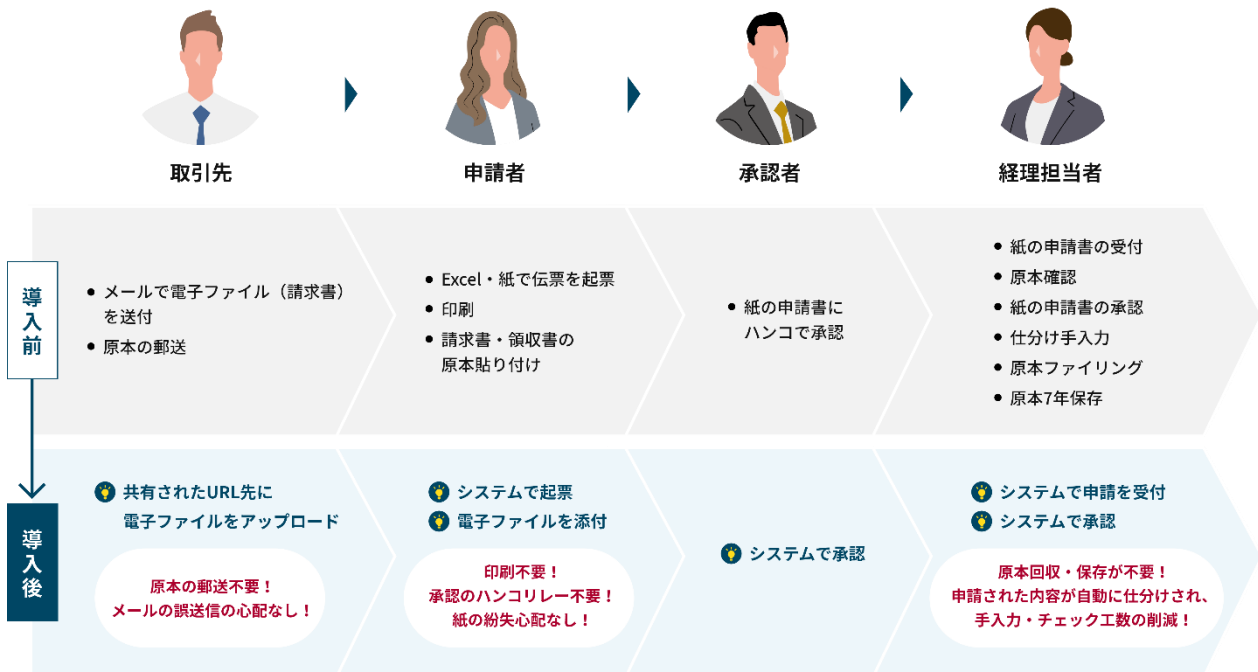 取引先
申請者
承認者
経理担当者
導入前
メールで電子ファイル（請求書）
を送付
原本の郵送
Excel・紙で伝票を起票
印刷
請求書・領収書の
原本貼り付け
紙の申請書に
ハンコで承認
紙の申請書の受付
原本確認
紙の申請書の承認
仕分け手入力
原本ファイリング
原本7年保存
導入後
共有されたURL先に
電子ファイルをアップロード
原本の郵送不要！
メールの誤送信の心配なし！
システムで起票
電子ファイルを添付
印刷不要！
承認のハンコリレー不要！
紙の紛失心配なし！
システムで承認
システムで申請を受付
システムで承認
原本回収・保存が不要！
申請された内容が自動に仕分けされ、
手入力・チェック工数の削減！